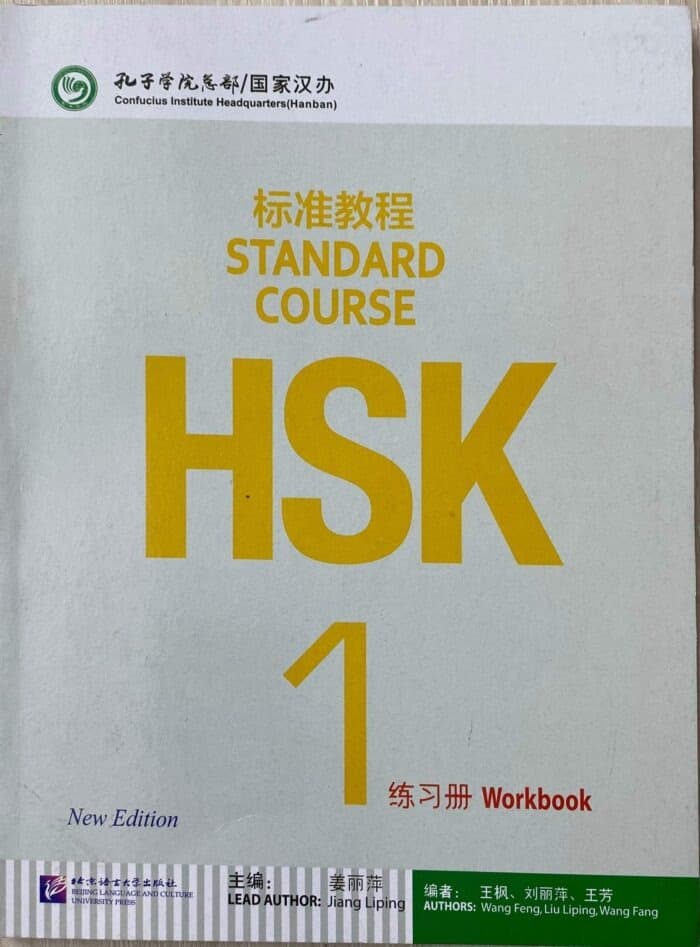 孔子学院总部/国家汉办
Confucius Institute Headquarters(Hanban)
标准教程
STANDARD
COURSE
HSK
1
练习册 Workbook
New Edition
北京语言大学出版社
BEIJING LANGUAGE AND CULTURE
UNIVERSITY PRESS
主编： 姜丽萍
LEAD AUTHOR: Jiang Liping
编者： 王枫、刘丽萍、王芳
AUTHORS: Wang Feng, Liu Liping, Wang Fang